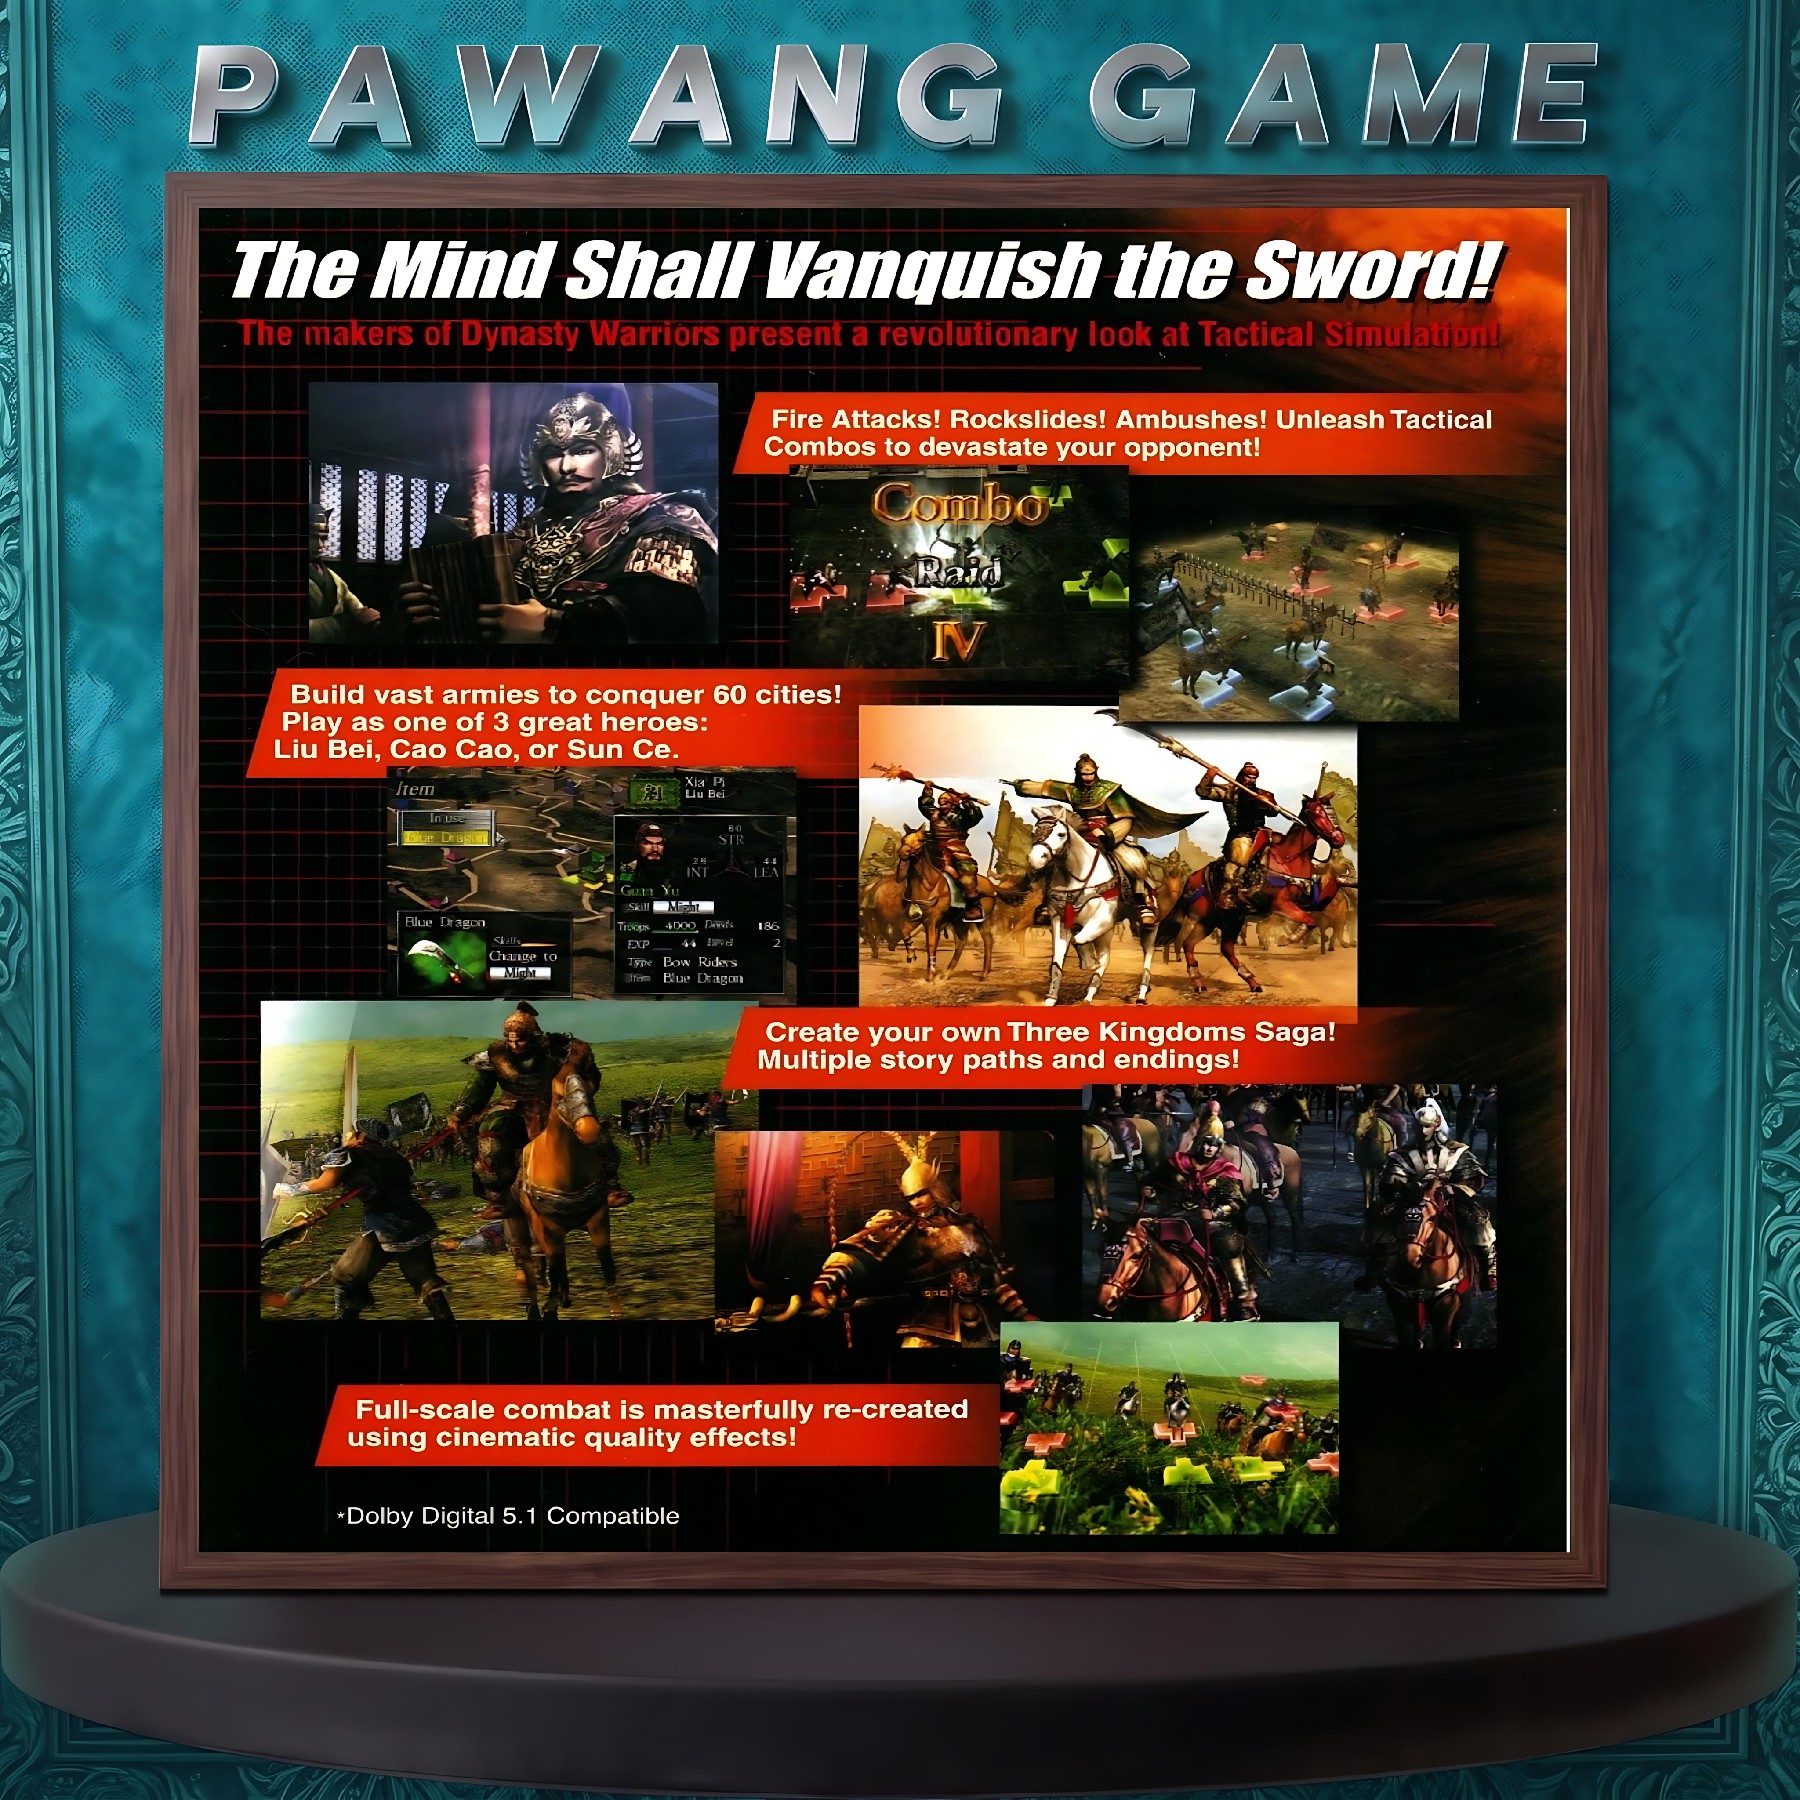 PAWANG GAME
The Mind Shall Vanquish the Sword!
The makers of Dynasty Warriors present a revolutionary look at Tactical Simulation!
Fire Attacks! Rockslides! Ambushes! Unleash Tactical
Combos to devastate your opponent!
Combo
Raid
IV
Build vast armies to conquer 60 cities!
Play as one of 3 great heroes:
Liu Bei, Cao Cao, or Sun Ce.
Item
In use
Blue Dragon
Xia Pi
Liu Bei
60
STR
44
INT
LEA
Guan Yu
Skill Might
Troops 4000 186
EXP 44 Level 2
Type Bow Riders
Item Blue Dragon
Blue Dragon
Skills
Change to
Might
Create your own Three Kingdoms Saga!
Multiple story paths and endings!
Full-scale combat is masterfully re-created
using cinematic quality effects!
*Dolby Digital 5.1 Compatible